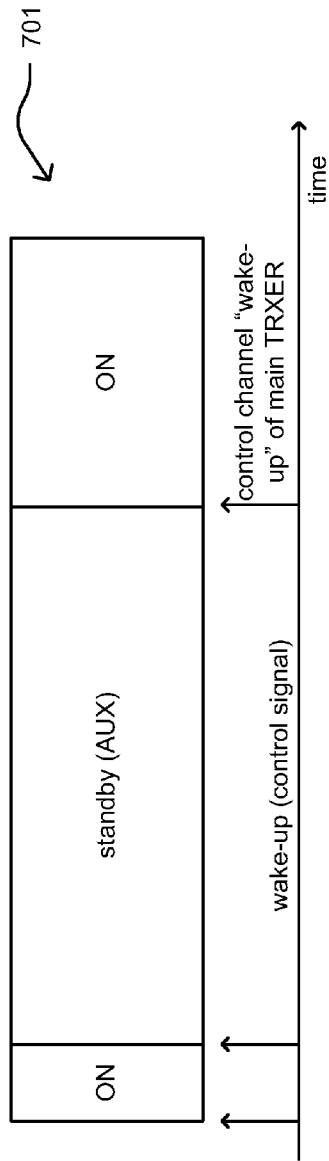 701
ON
standby (AUX)
ON
wake-up (control signal)
control channel “wake-
up” of main TRXER
time